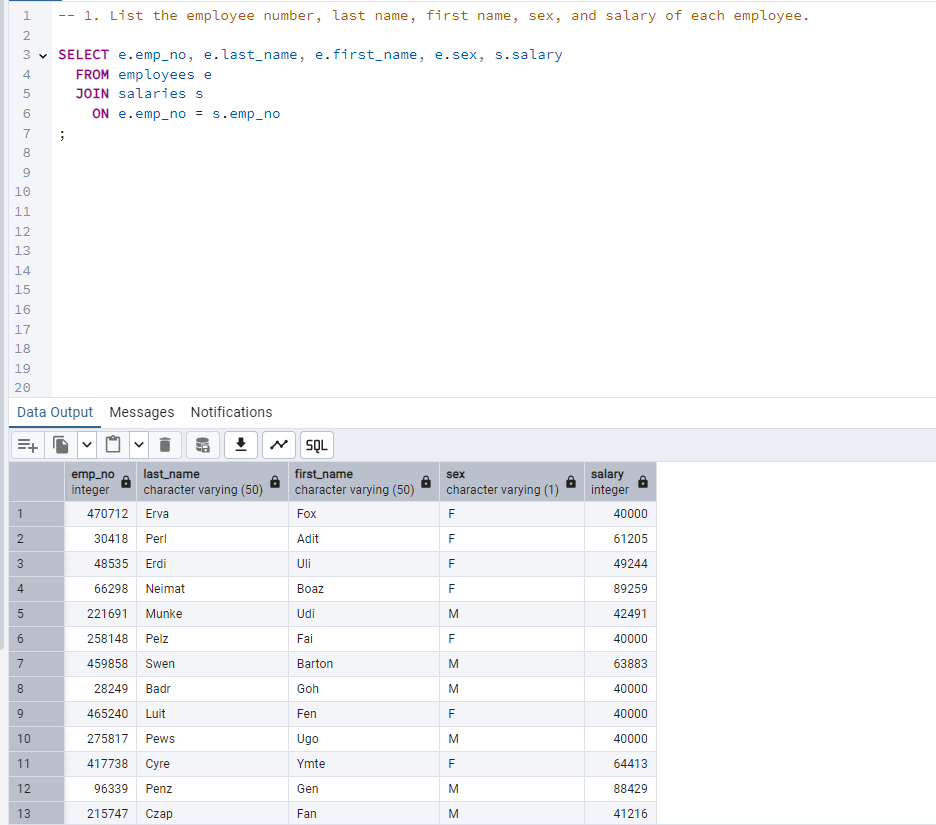 1 -- 1. List the employee number, last name, first name, sex, and salary of each employee.
2
3 SELECT e.emp_no, e.last_name, e.first_name, e.sex, s.salary
4 FROM employees e
5 JOIN salaries s
6 ON e.emp_no = s.emp_no
7 ;
8
9
10
11
12
13
14
15
16
17
18
19
20
Data Output Messages Notifications
SQL
emp_no last_name first_name sex salary
integer character varying (50) character varying (50) character varying (1) integer
1 470712 Erva Fox F 40000
2 30418 Perl Adit F 61205
3 48535 Erdi Uli F 49244
4 66298 Neimat Boaz F 89259
5 221691 Munke Udi M 42491
6 258148 Pelz Fai F 40000
7 459858 Swen Barton M 63883
8 28249 Badr Goh M 40000
9 465240 Luit Fen F 40000
10 275817 Pews Ugo M 40000
11 417738 Cyre Ymte F 64413
12 96339 Penz Gen M 88429
13 215747 Czap Fan M 41216